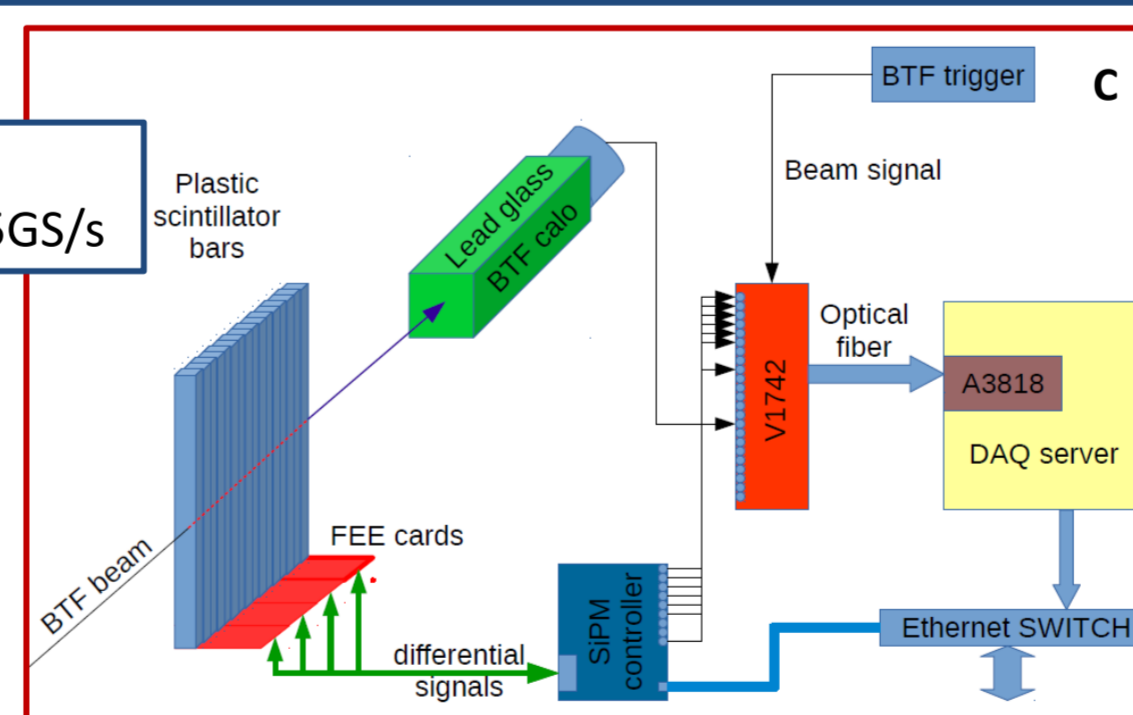 BTF trigger
C
5GS/s
Plastic
scintillator
bars
Lead glass
BTF calo
Beam signal
Optical
fiber
V1742
A3818
DAQ server
FEE cards
BTF beam
differential
signals
SiPM
controller
Ethernet SWITCH